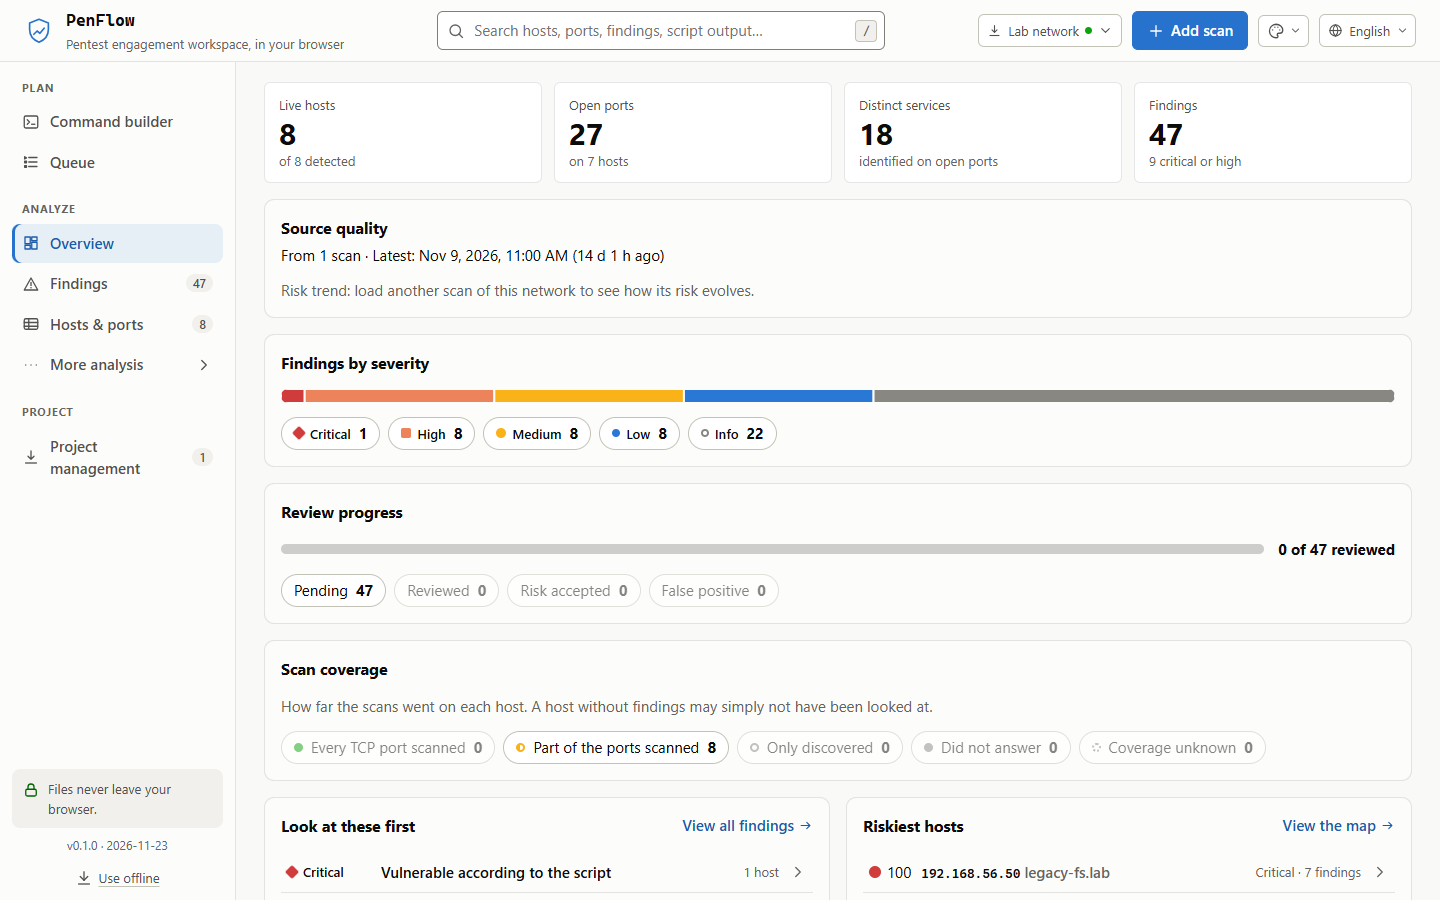 PenFlow
Pentest engagement workspace, in your browser
Search hosts, ports, findings, script output...
/
Lab network
Add scan
English
PLAN
Command builder
Queue
ANALYZE
Overview
Findings 47
Hosts & ports 8
More analysis
PROJECT
Project
management 1
Files never leave your
browser.
v0.1.0 · 2026-11-23
Use offline
Live hosts
8
of 8 detected
Open ports
27
on 7 hosts
Distinct services
18
identified on open ports
Findings
47
9 critical or high
Source quality
From 1 scan · Latest: Nov 9, 2026, 11:00 AM (14 d 1 h ago)
Risk trend: load another scan of this network to see how its risk evolves.
Findings by severity
Critical 1 High 8 Medium 8 Low 8 Info 22
Review progress
0 of 47 reviewed
Pending 47 Reviewed 0 Risk accepted 0 False positive 0
Scan coverage
How far the scans went on each host. A host without findings may simply not have been looked at.
Every TCP port scanned 0 Part of the ports scanned 8 Only discovered 0 Did not answer 0 Coverage unknown 0
Look at these first View all findings →
Critical Vulnerable according to the script 1 host
Riskiest hosts View the map →
100 192.168.56.50 legacy-fs.lab Critical · 7 findings